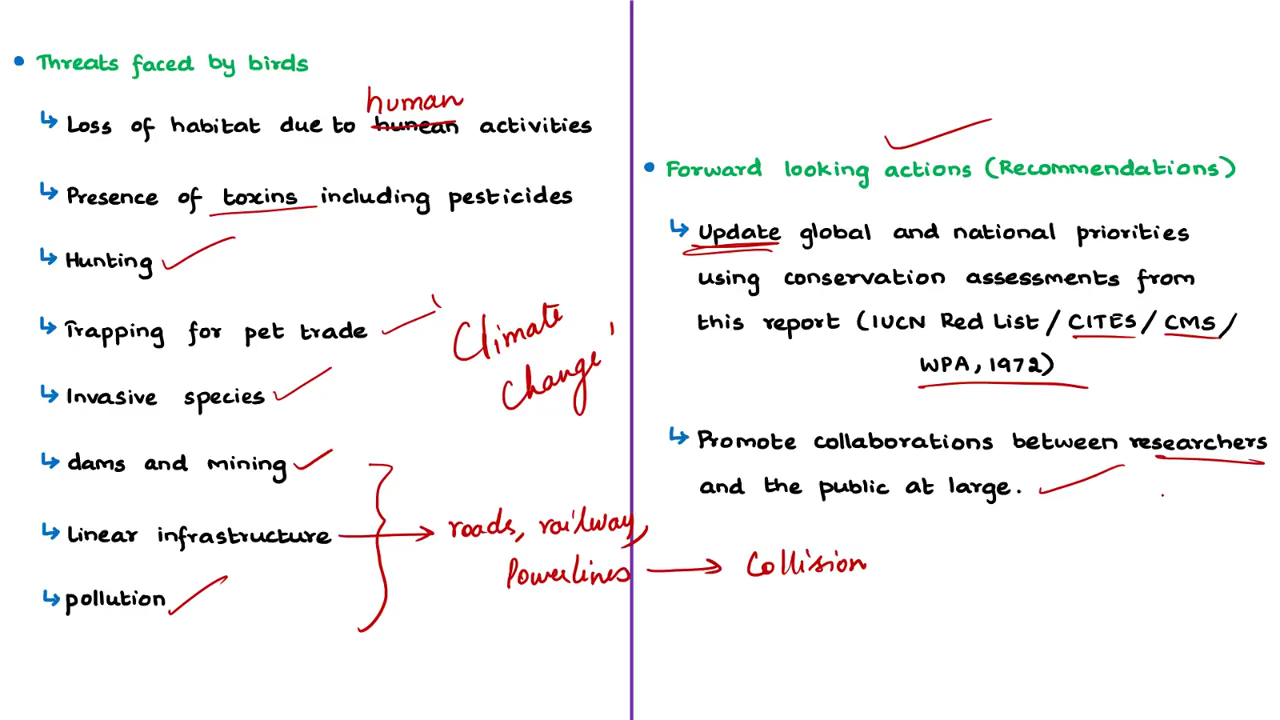 • Threats faced by birds
↳ Loss of habitat due to hunean activities
human
↳ Presence of toxins including pesticides
↳ Hunting
↳ Trapping for pet trade
↳ Invasive species
↳ dams and mining
↳ Linear infrastructure → roads, railway,
Powerlines → Collision
↳ pollution
'Climate
Change'
• Forward looking actions (Recommendations)
↳ Update global and national priorities
using conservation assessments from
this report (IUCN Red List / CITES / CMS /
WPA, 1972)
↳ Promote collaborations between researchers
and the public at large.